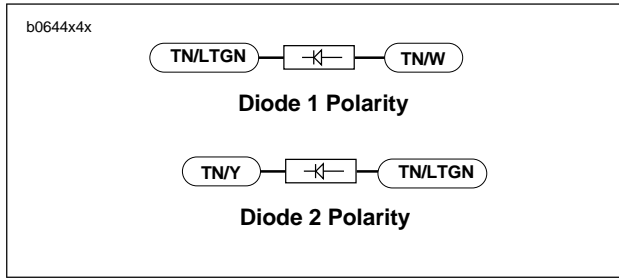 b0644x4x
TN/LTGN TN/W
Diode 1 Polarity
TN/Y TN/LTGN
Diode 2 Polarity